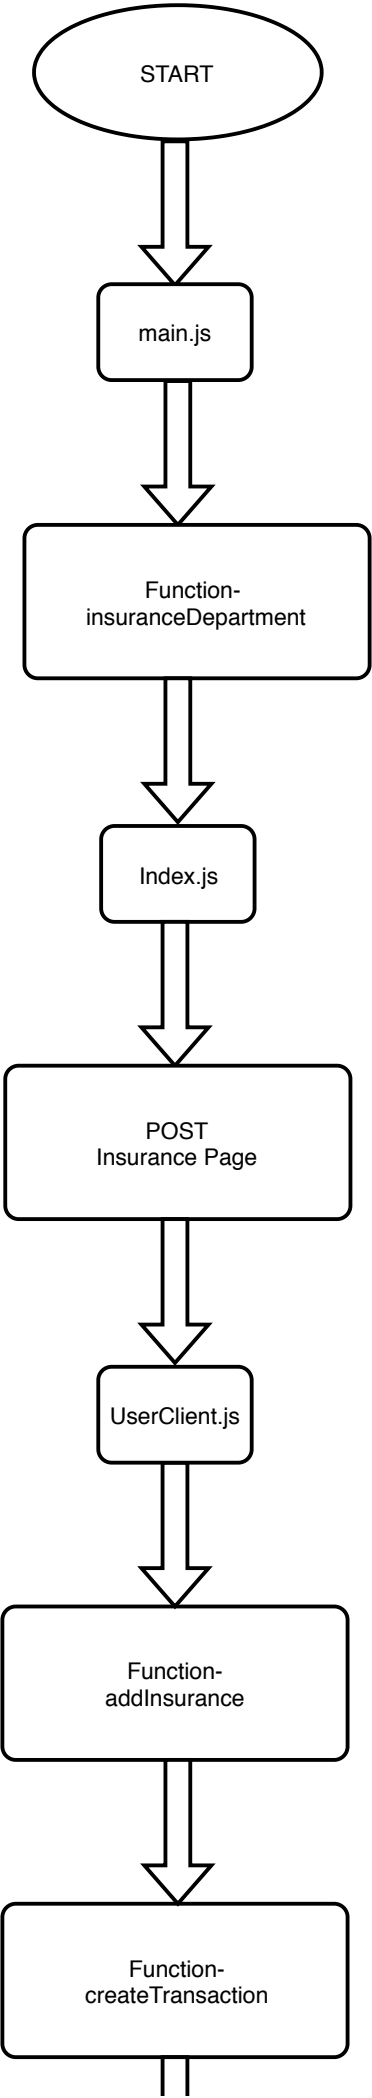 START
main.js
Function-
insuranceDepartment
Index.js
POST
Insurance Page
UserClient.js
Function-
addInsurance
Function-
createTransaction